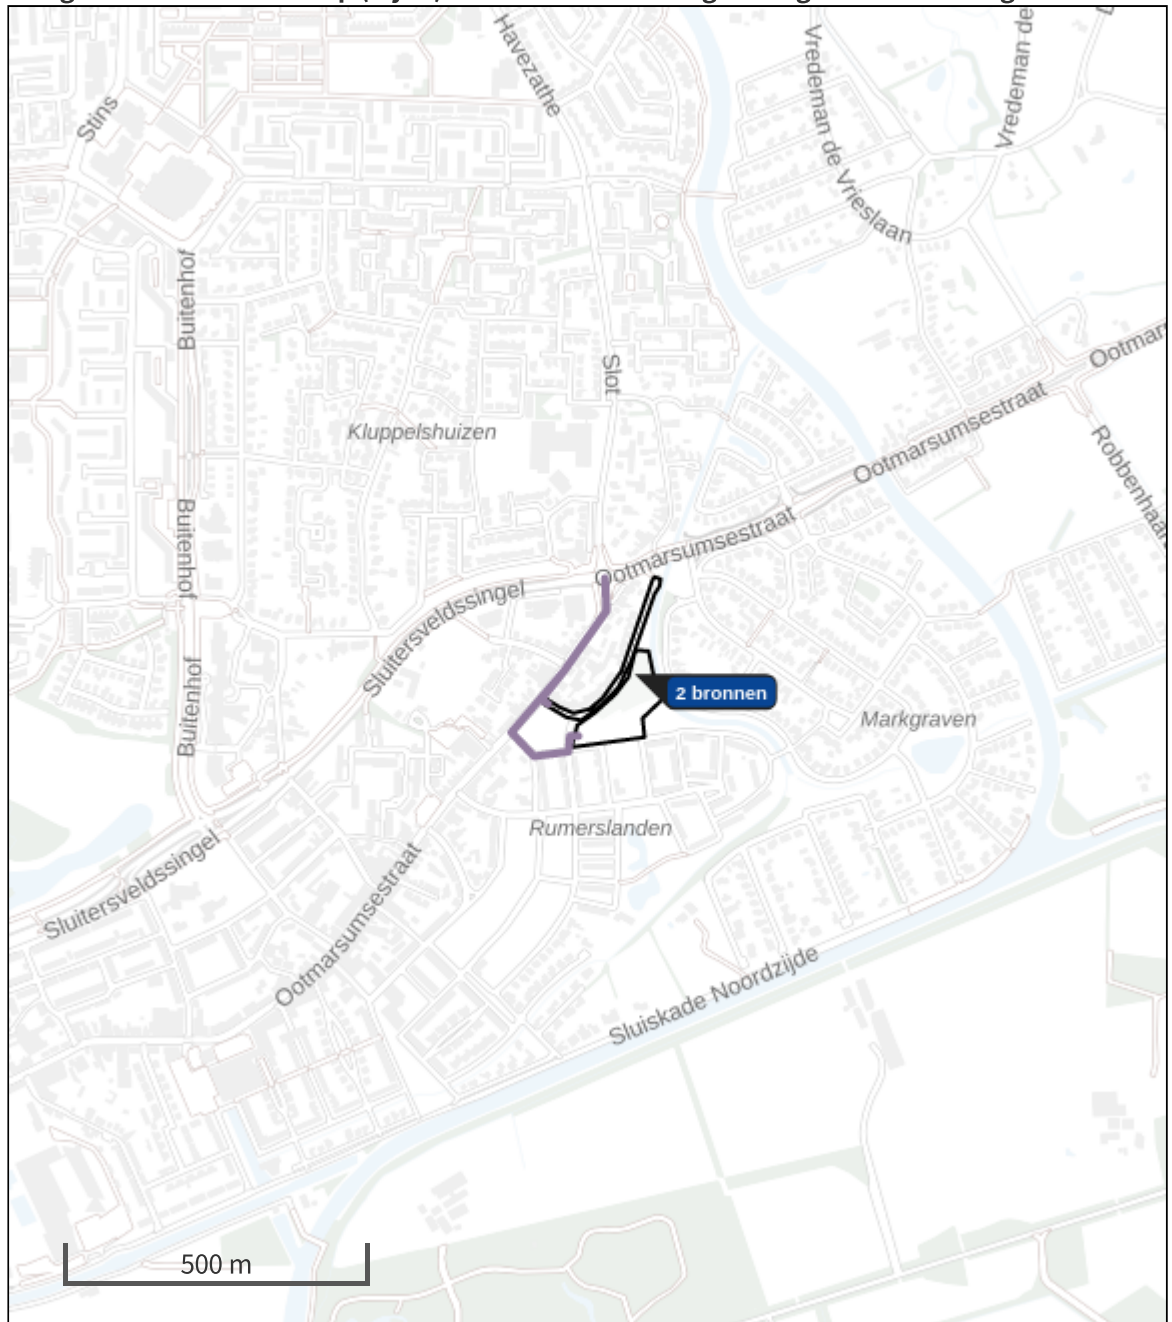 Havezathe
Vredeman de Vrieslaan
Vredeman de
Stins
Buitenhof
Slot
Ootmar
Kluppelshuizen
Ootmarsumsestraat
Robbenhaar
Buitenhof
Ootmarsumsestraat
Sluitersveldssingel
Buitenhof
2 bronnen
Markgraven
Rumerslanden
Sluitersveldssingel
Ootmarsumsestraat
Sluiskade Noordzijde
500 m